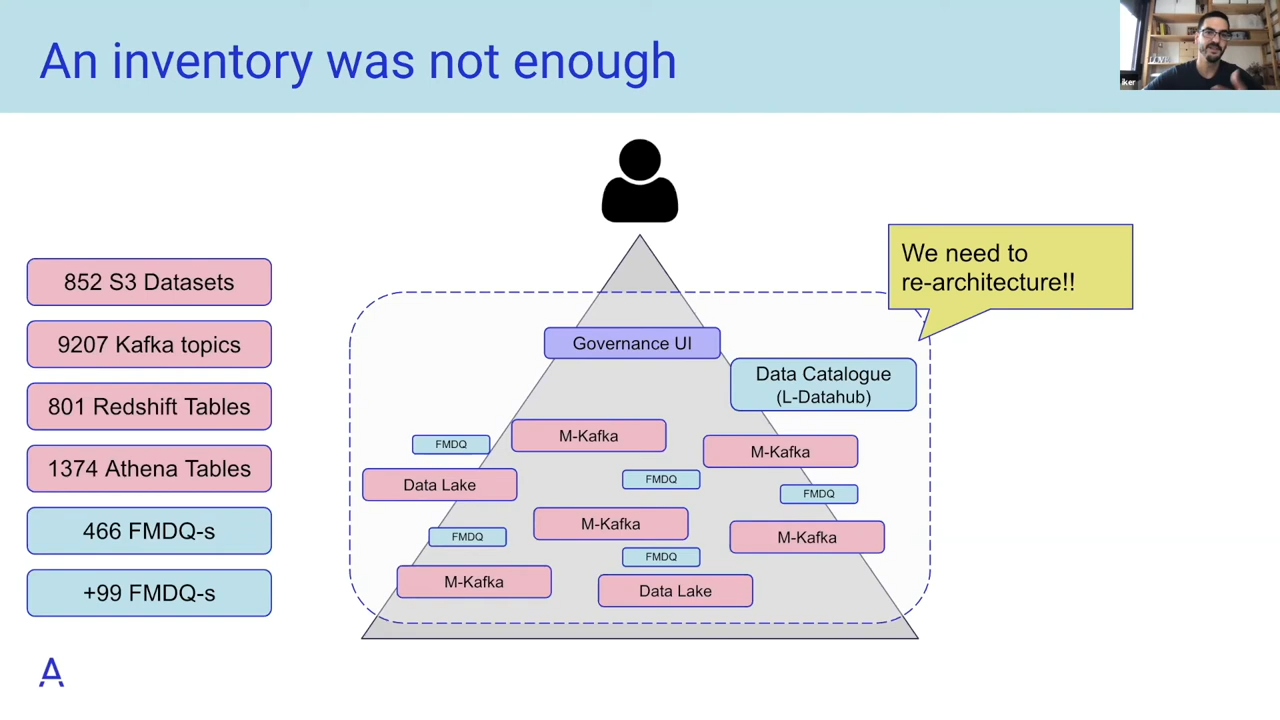 An inventory was not enough
iker
852 S3 Datasets
9207 Kafka topics
801 Redshift Tables
1374 Athena Tables
466 FMDQ-s
+99 FMDQ-s
We need to
re-architecture!!
Governance UI
Data Catalogue
(L-Datahub)
M-Kafka
FMDQ
M-Kafka
Data Lake
FMDQ
FMDQ
M-Kafka
FMDQ
M-Kafka
FMDQ
M-Kafka
Data Lake